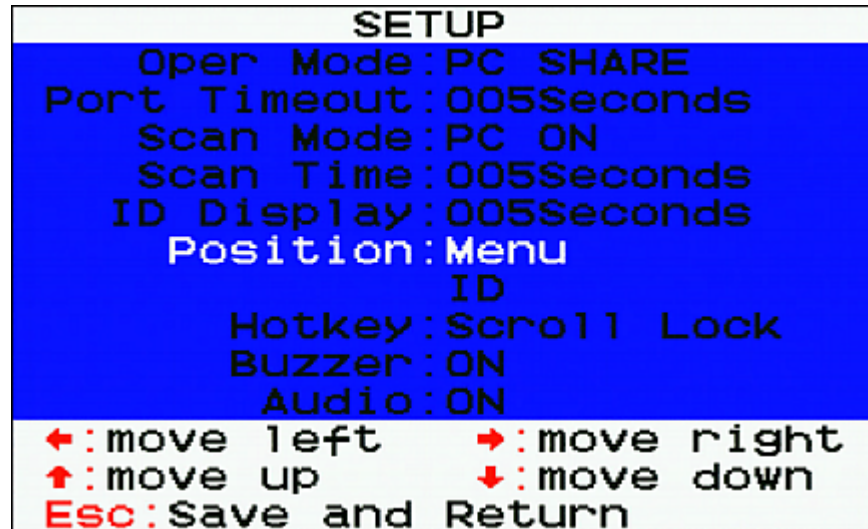 SETUP
Oper Mode:PC SHARE
Port Timeout:005Seconds
Scan Mode:PC ON
Scan Time:005Seconds
ID Display:005Seconds
Position:Menu
ID
Hotkey:Scroll Lock
Buzzer:ON
Audio:ON
←:move left →:move right
↑:move up ↓:move down
Esc:Save and Return